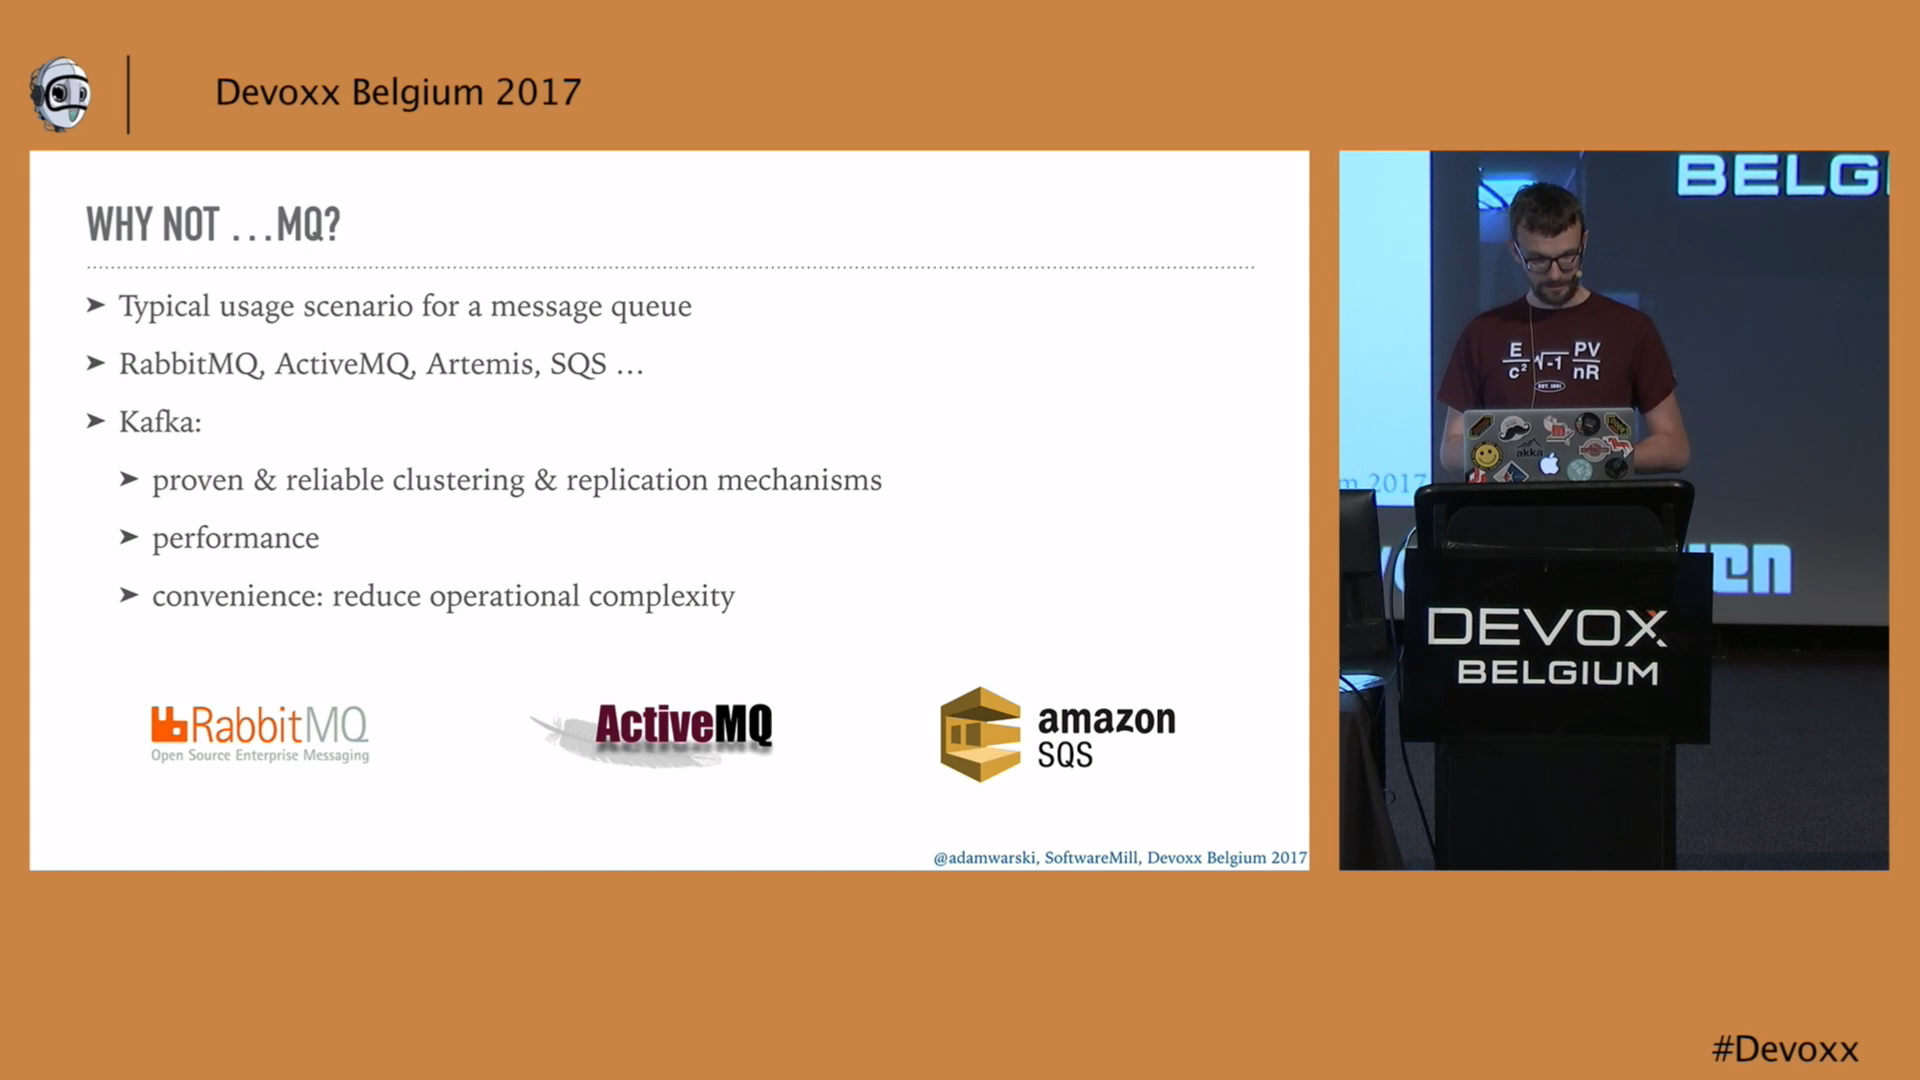 Devoxx Belgium 2017
WHY NOT ...MQ?
➤ Typical usage scenario for a message queue
➤ RabbitMQ, ActiveMQ, Artemis, SQS ...
➤ Kafka:
➤ proven & reliable clustering & replication mechanisms
➤ performance
➤ convenience: reduce operational complexity
RabbitMQ
Open Source Enterprise Messaging
ActiveMQ
amazon
SQS
@adamwarski, SoftwareMill, Devoxx Belgium 2017
BELG
E
c²
√-1
PV
nR
akka
m 2017
DEVOXX
BELGIUM
#Devoxx